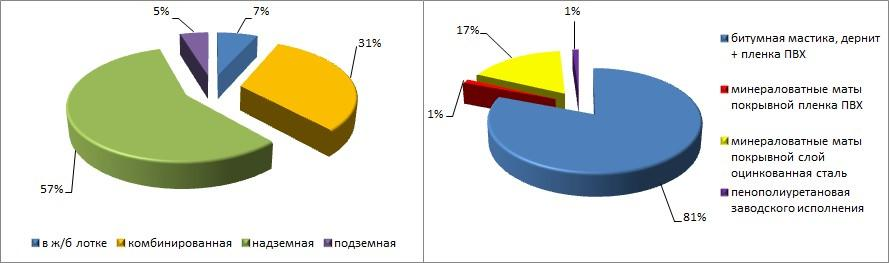 5%
7%
31%
57%
в ж/б лотке
комбинированная
надземная
подземная
1%
17%
1%
81%
битумная мастика, дернит
+ пленка ПВХ
минераловатные маты
покрывной пленка ПВХ
минераловатные маты
покрывной слой
оцинкованная сталь
пенополиуретановая
заводского исполнения